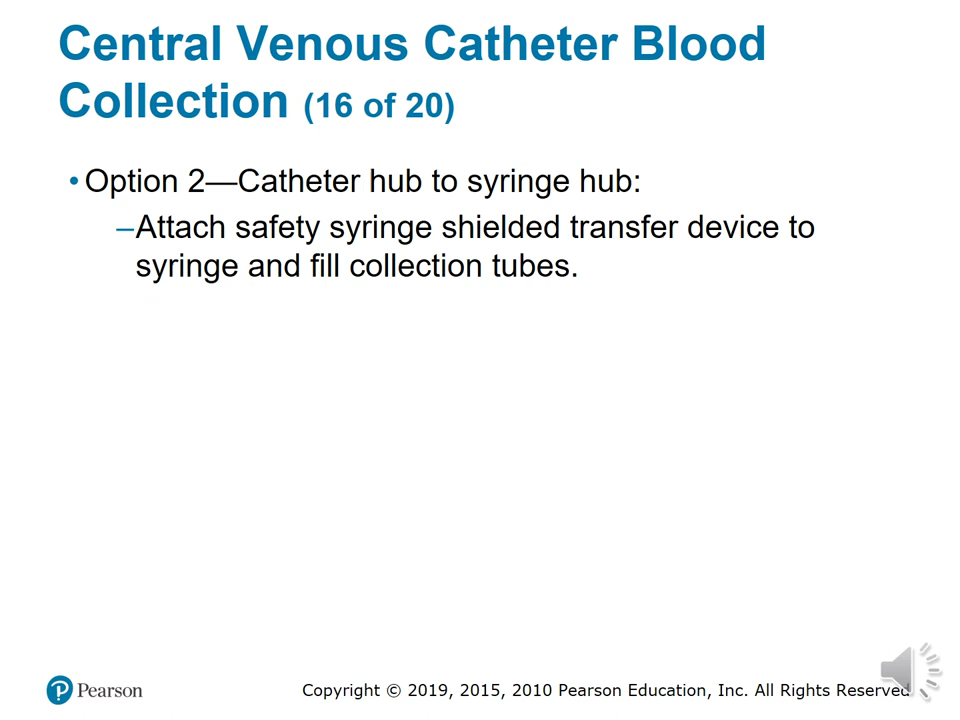 Central Venous Catheter Blood
Collection (16 of 20)
• Option 2—Catheter hub to syringe hub:
–Attach safety syringe shielded transfer device to
syringe and fill collection tubes.
Pearson
Copyright © 2019, 2015, 2010 Pearson Education, Inc. All Rights Reserved